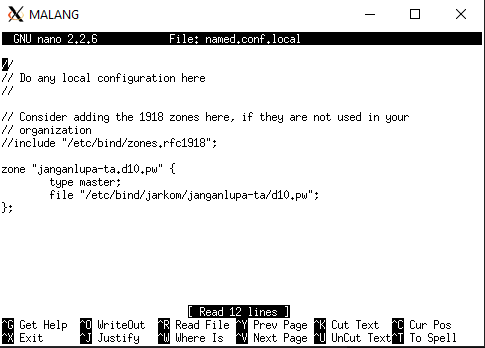 MALANG
GNU nano 2.2.6 File: named.conf.local
//
// Do any local configuration here
//
// Consider adding the 1918 zones here, if they are not used in your
// organization
//include "/etc/bind/zones.rfc1918";
zone "janganlupa-ta.d10.pw" {
type master;
file "/etc/bind/jarkom/janganlupa-ta/d10.pw";
};
[ Read 12 lines ]
^G Get Help ^O WriteOut ^R Read File ^Y Prev Page ^K Cut Text ^C Cur Pos
^X Exit ^J Justify ^W Where Is ^V Next Page ^U UnCut Text ^T To Spell